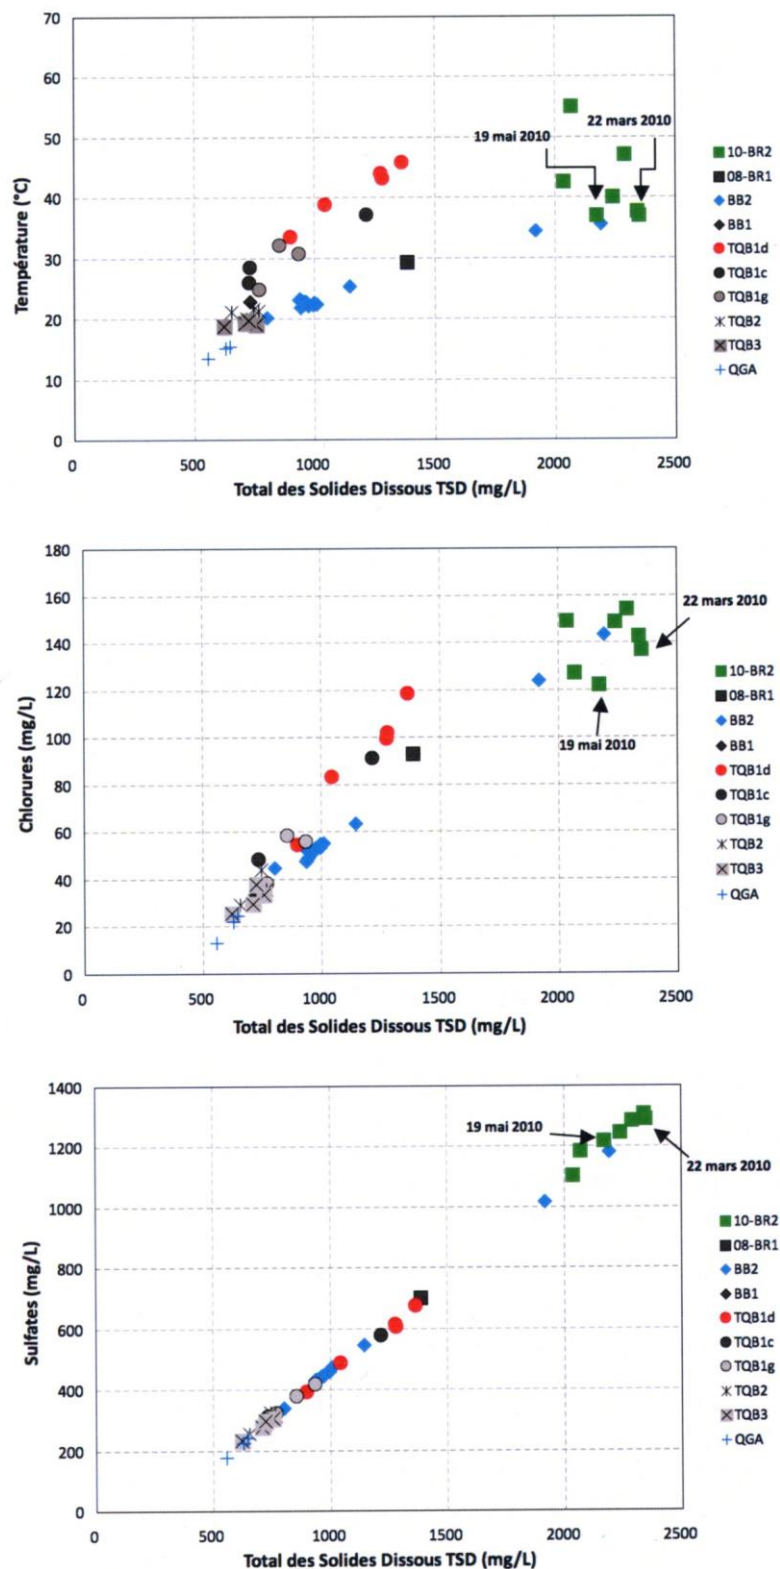 70
60
50
40
30
20
10
0
Température (°C)
19 mai 2010
22 mars 2010
0
500
1000
1500
2000
2500
Total des Solides Dissous TSD (mg/L)
10-BR2
08-BR1
BB2
BB1
TQB1d
TQB1c
TQB1g
TQB2
TQB3
QGA
180
160
140
120
100
80
60
40
20
0
Chlorures (mg/L)
22 mars 2010
19 mai 2010
0
500
1000
1500
2000
2500
Total des Solides Dissous TSD (mg/L)
10-BR2
08-BR1
BB2
BB1
TQB1d
TQB1c
TQB1g
TQB2
TQB3
QGA
1400
1200
1000
800
600
400
200
0
Sulfates (mg/L)
19 mai 2010
22 mars 2010
0
500
1000
1500
2000
2500
Total des Solides Dissous TSD (mg/L)
10-BR2
08-BR1
BB2
BB1
TQB1d
TQB1c
TQB1g
TQB2
TQB3
QGA